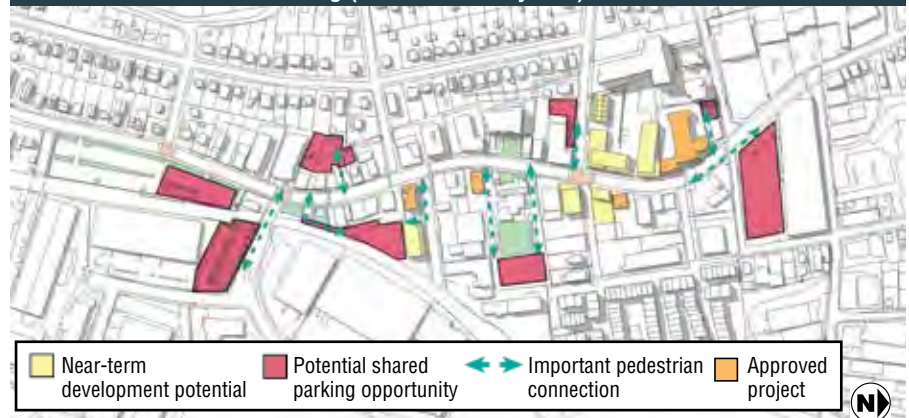 Near-term
development potential
Potential shared
parking opportunity
Important pedestrian
connection
Approved
project
N